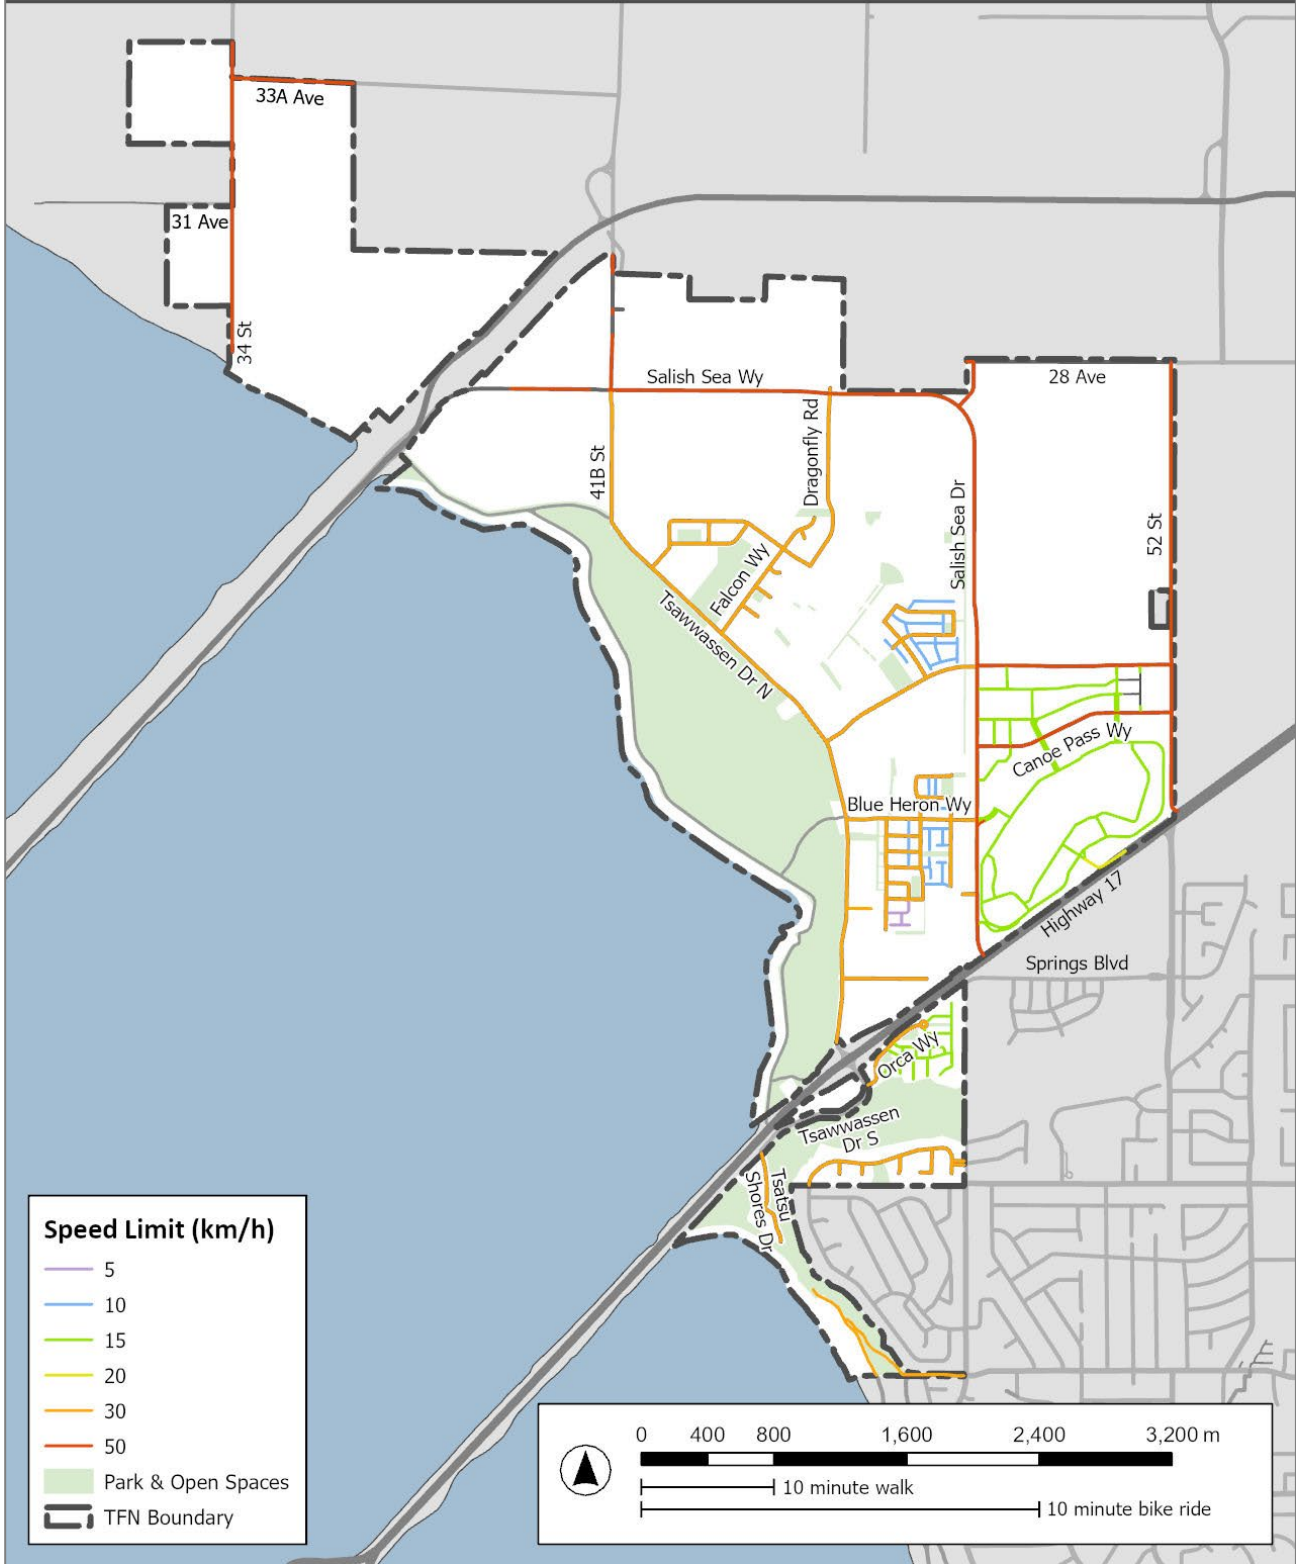 33A Ave
31 Ave
34 St
Salish Sea Wy
28 Ave
Dragonfly Rd
41B St
Salish Sea Dr
52 St
Falcon Wy
Tsawwassen Dr N
Canoe Pass Wy
Blue Heron Wy
Highway 17
Springs Blvd
Orca Wy
Tsawwassen
Dr S
Tsatsu
Shores Dr
Speed Limit (km/h)
5
10
15
20
30
50
Park & Open Spaces
TFN Boundary
0 400 800 1,600 2,400 3,200 m
10 minute walk
10 minute bike ride